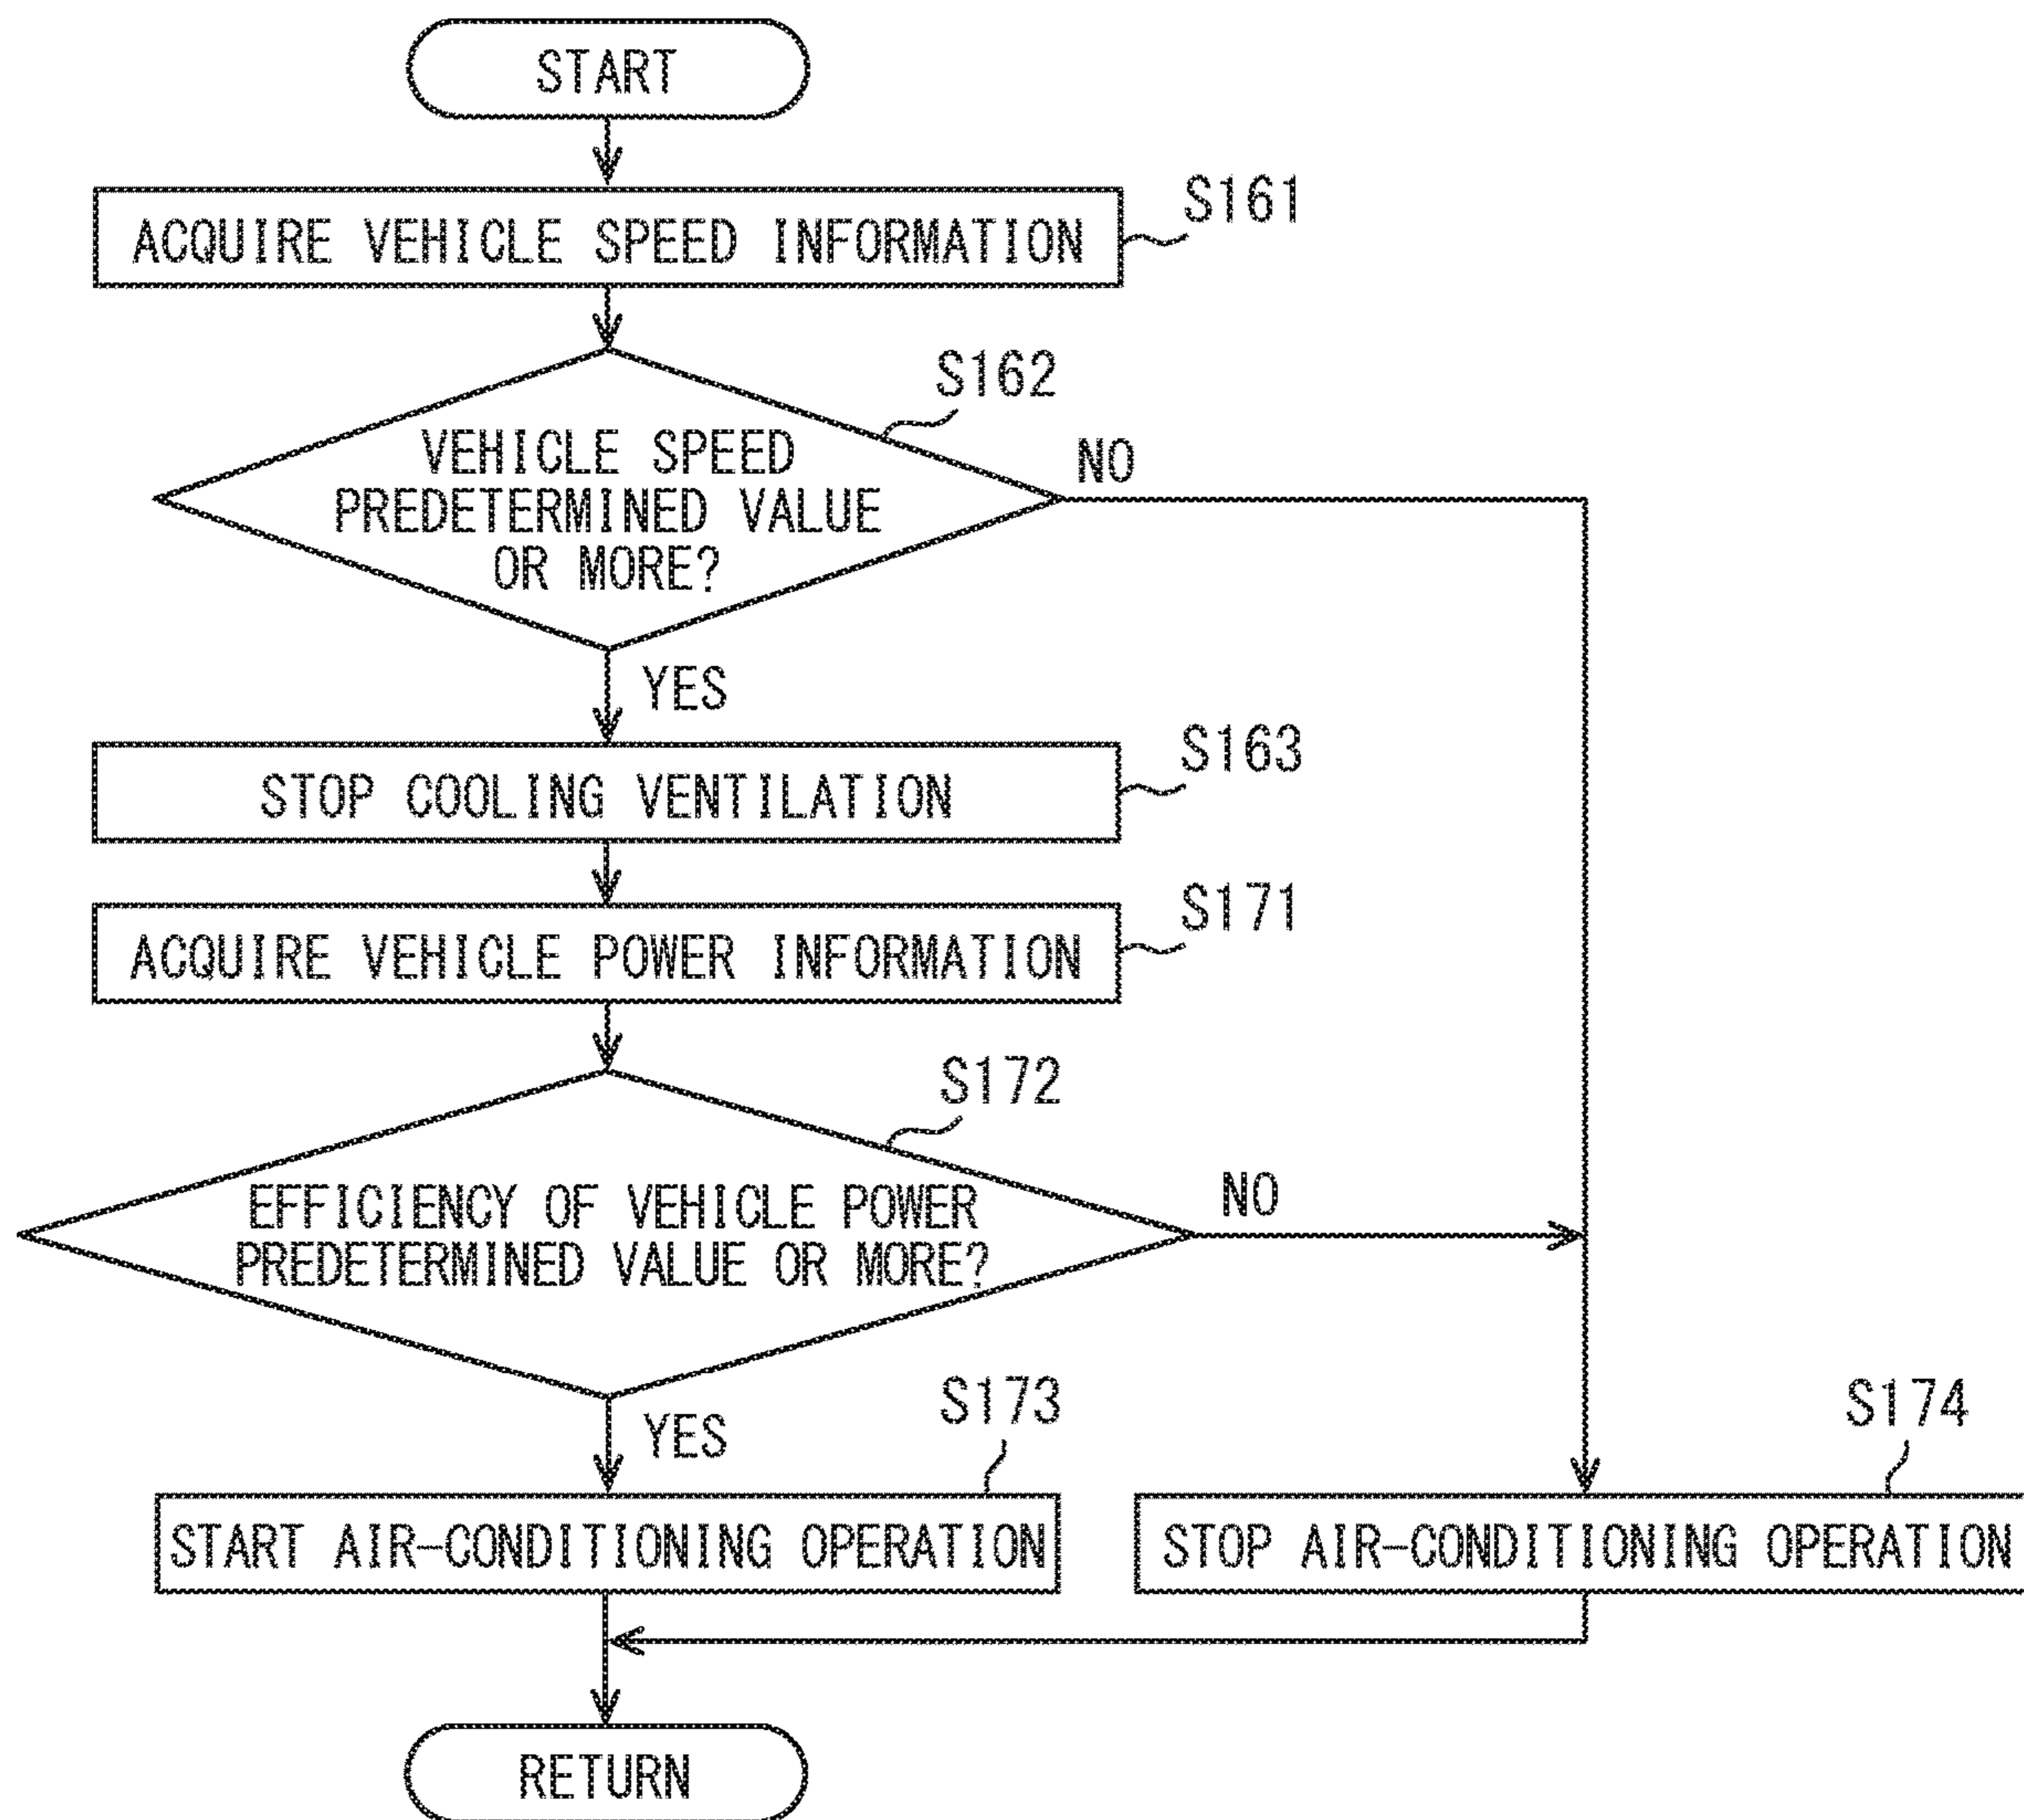 START
ACQUIRE VEHICLE SPEED INFORMATION
S161
S162
VEHICLE SPEED
PREDETERMINED VALUE
OR MORE?
NO
YES
STOP COOLING VENTILATION
S163
ACQUIRE VEHICLE POWER INFORMATION
S171
S172
EFFICIENCY OF VEHICLE POWER
PREDETERMINED VALUE OR MORE?
NO
YES
S173
START AIR-CONDITIONING OPERATION
S174
STOP AIR-CONDITIONING OPERATION
RETURN